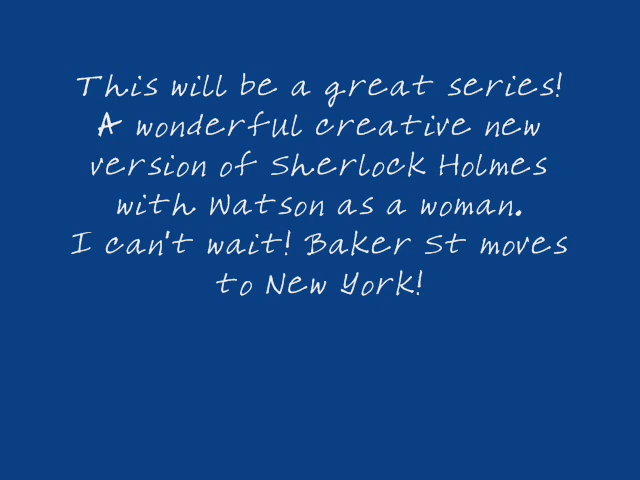 This will be a great series!
A wonderful creative new
version of Sherlock Holmes
with Watson as a woman.
I can't wait! Baker St moves
to New York!